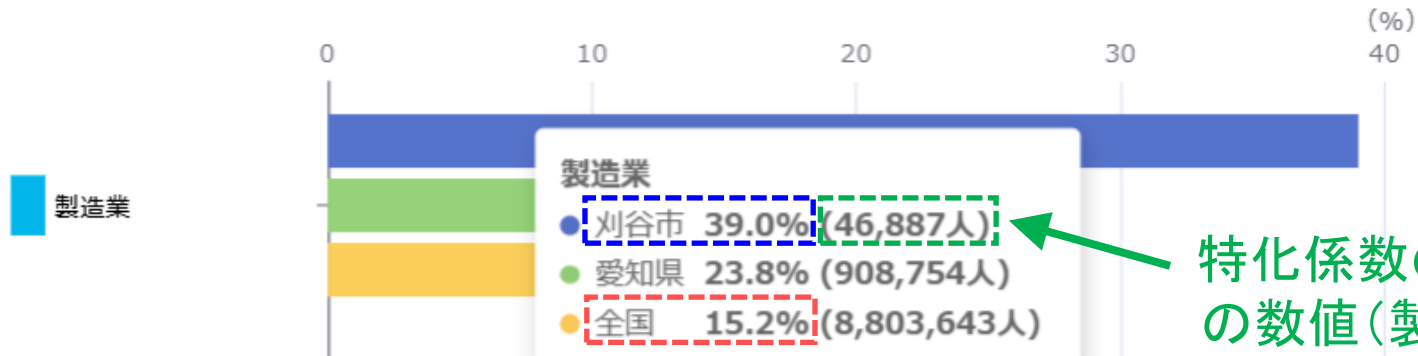 (%)
0 10 20 30 40
製造業
製造業
刈谷市 39.0% (46,887人)
愛知県 23.8% (908,754人)
全国 15.2% (8,803,643人)
特化係数
の数値(製